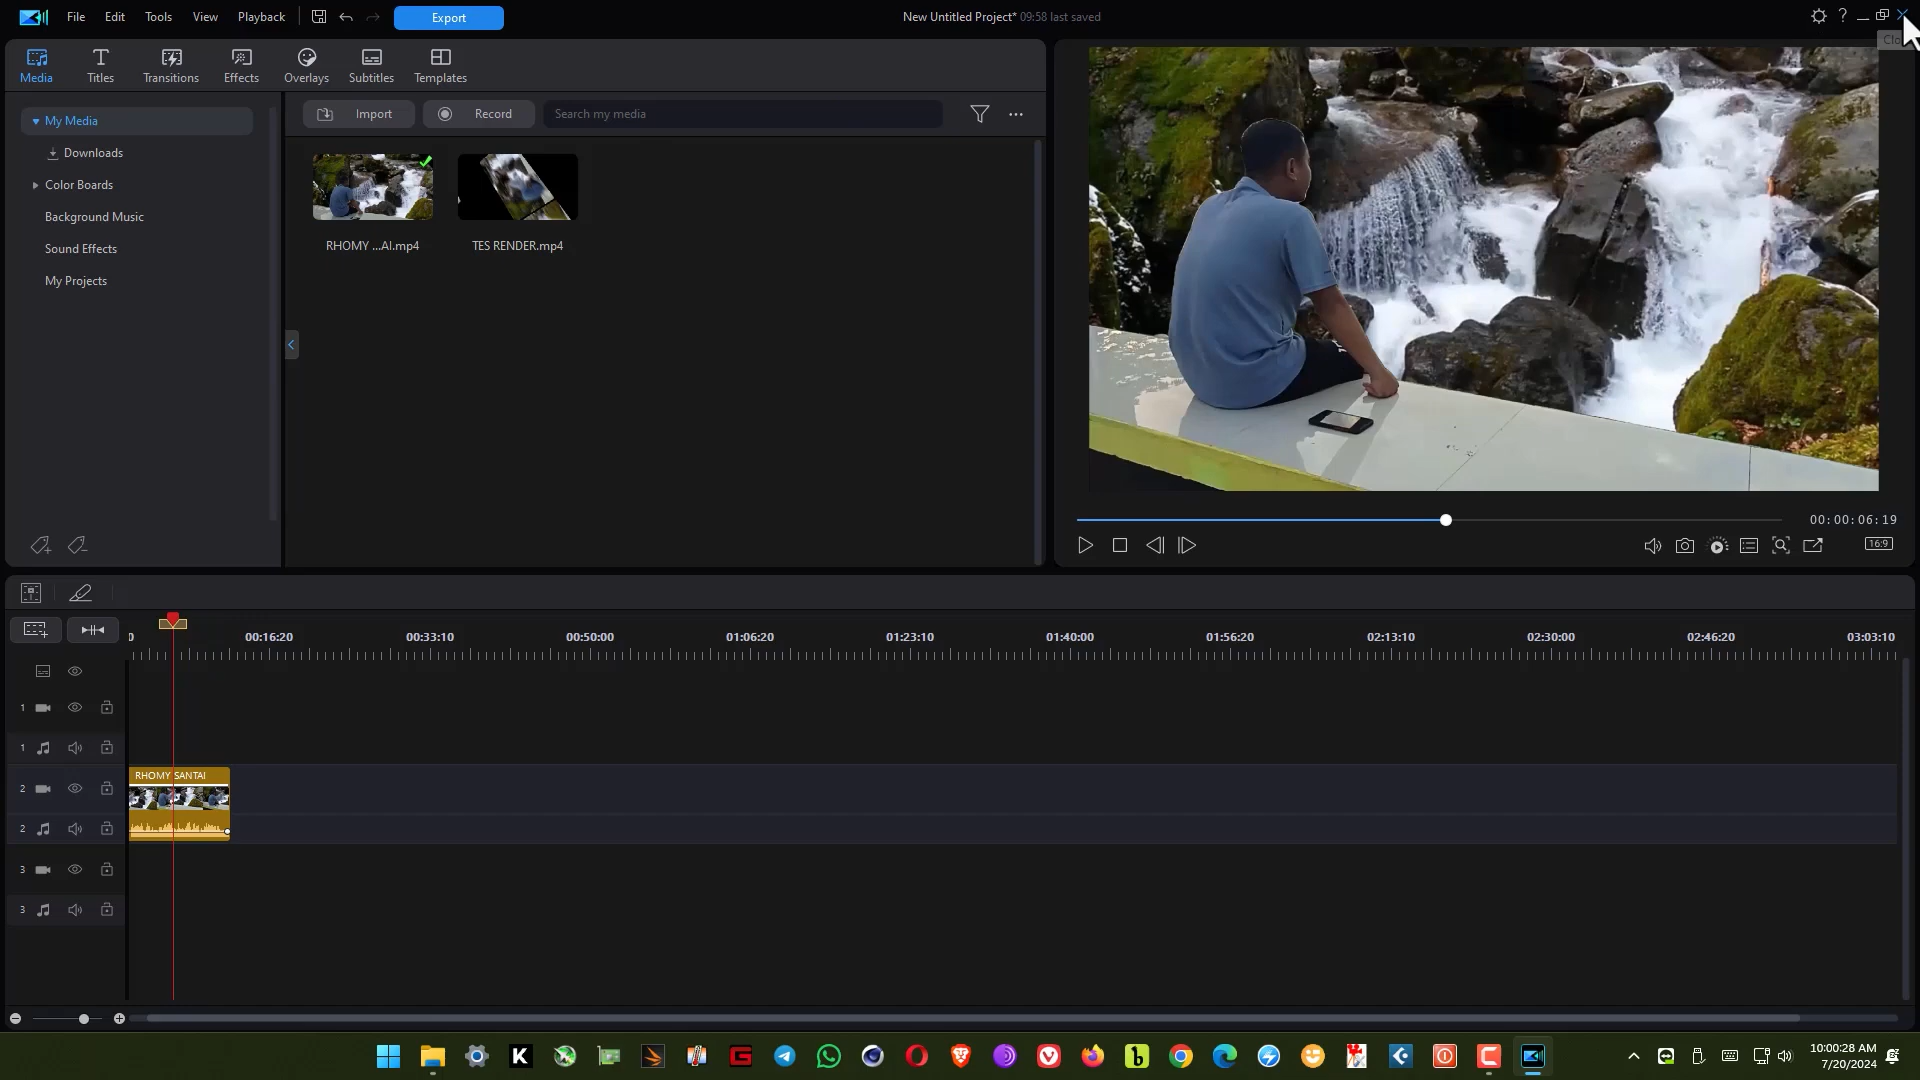 File Edit Tools View Playback Export New Untitled Project* 09:58 last saved
Media Titles Transitions Effects Overlays Subtitles Templates
My Media
Downloads
Color Boards
Background Music
Sound Effects
My Projects
Import Record Search my media
RHOMY ...AI.mp4 TES RENDER.mp4
00:00:06:19
16:9
0 00:16:20 00:33:10 00:50:00 01:06:20 01:23:10 01:40:00 01:56:20 02:13:10 02:30:00 02:46:20 03:03:10
1
1
RHOMY SANTAI
2
2
3
3
10:00:28 AM
7/20/2024